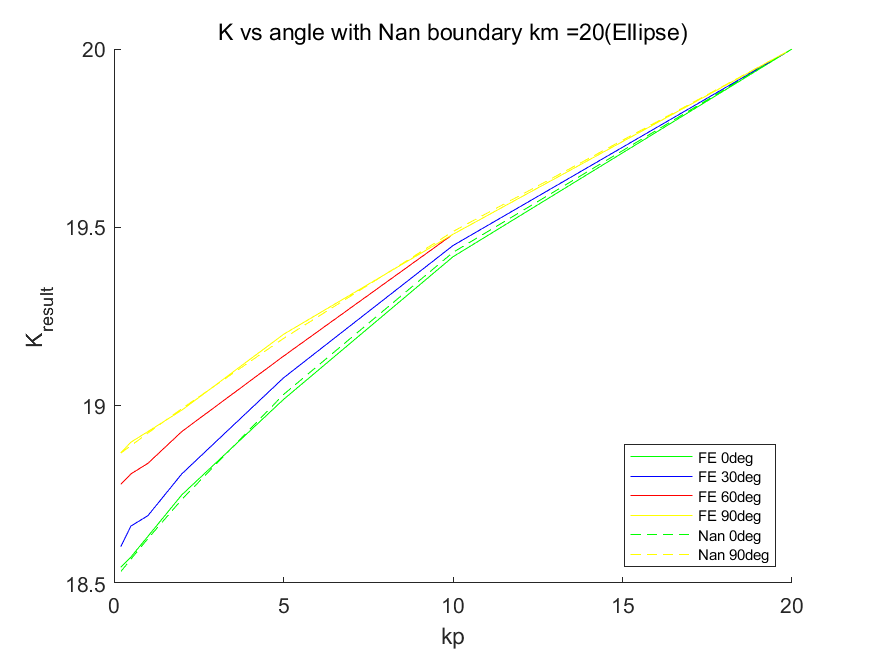 K vs angle with Nan boundary km =20(Ellipse)
20
19.5
19
18.5
K_result
0
5
10
15
20
kp
FE 0deg
FE 30deg
FE 60deg
FE 90deg
Nan 0deg
Nan 90deg